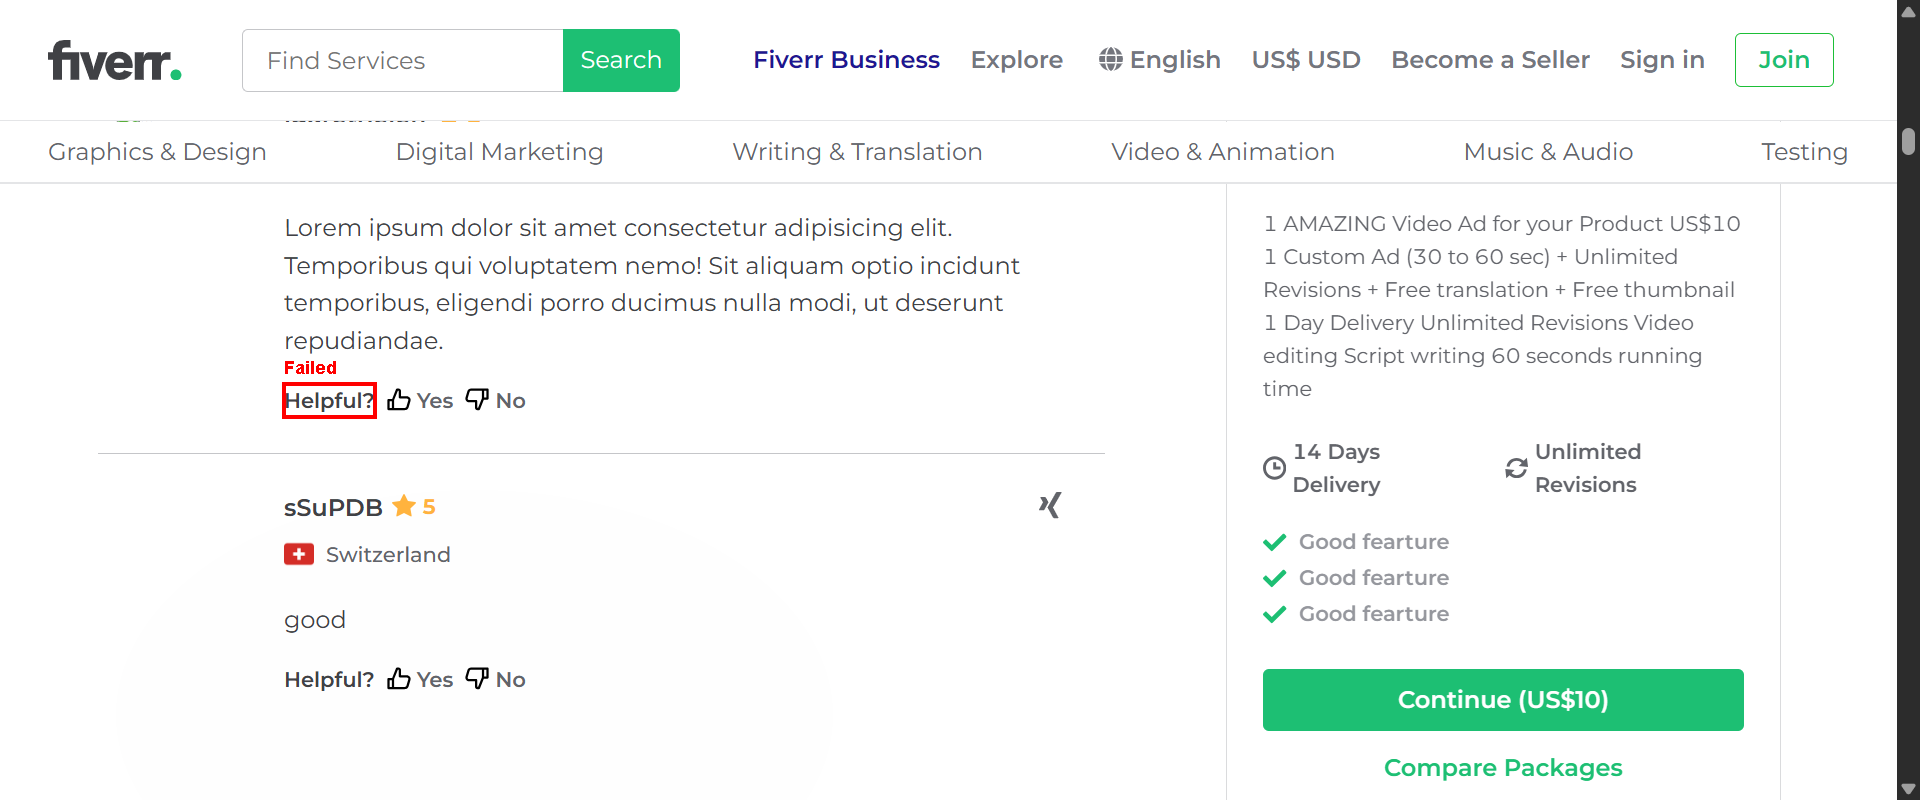 fiverr.
Find Services
Search
Fiverr Business
Explore
English
US$ USD
Become a Seller
Sign in
Join
Graphics & Design
Digital Marketing
Writing & Translation
Video & Animation
Music & Audio
Testing
Lorem ipsum dolor sit amet consectetur adipisicing elit.
Temporibus qui voluptatem nemo! Sit aliquam optio incidunt
temporibus, eligendi porro ducimus nulla modi, ut deserunt
repudiandae.
Failed
Helpful? Yes No
sSuPDB 5
Switzerland
good
Helpful? Yes No
1 AMAZING Video Ad for your Product US$10
1 Custom Ad (30 to 60 sec) + Unlimited
Revisions + Free translation + Free thumbnail
1 Day Delivery Unlimited Revisions Video
editing Script writing 60 seconds running
time
14 Days
Delivery
Unlimited
Revisions
Good fearture
Good fearture
Good fearture
Continue (US$10)
Compare Packages